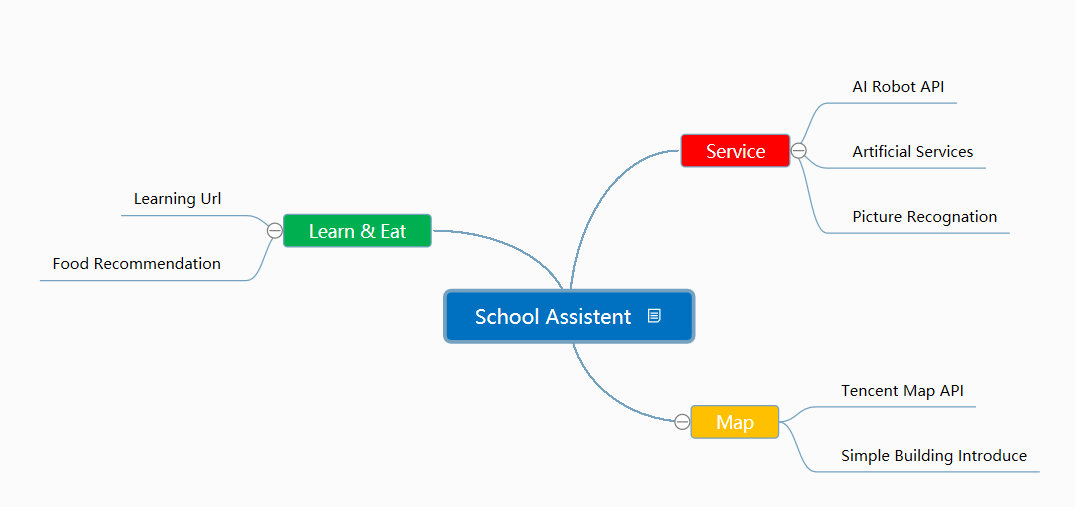 AI Robot API
Service
Artificial Services
Picture Recognation
Learning Url
Learn & Eat
Food Recommendation
School Assistent
Tencent Map API
Map
Simple Building Introduce